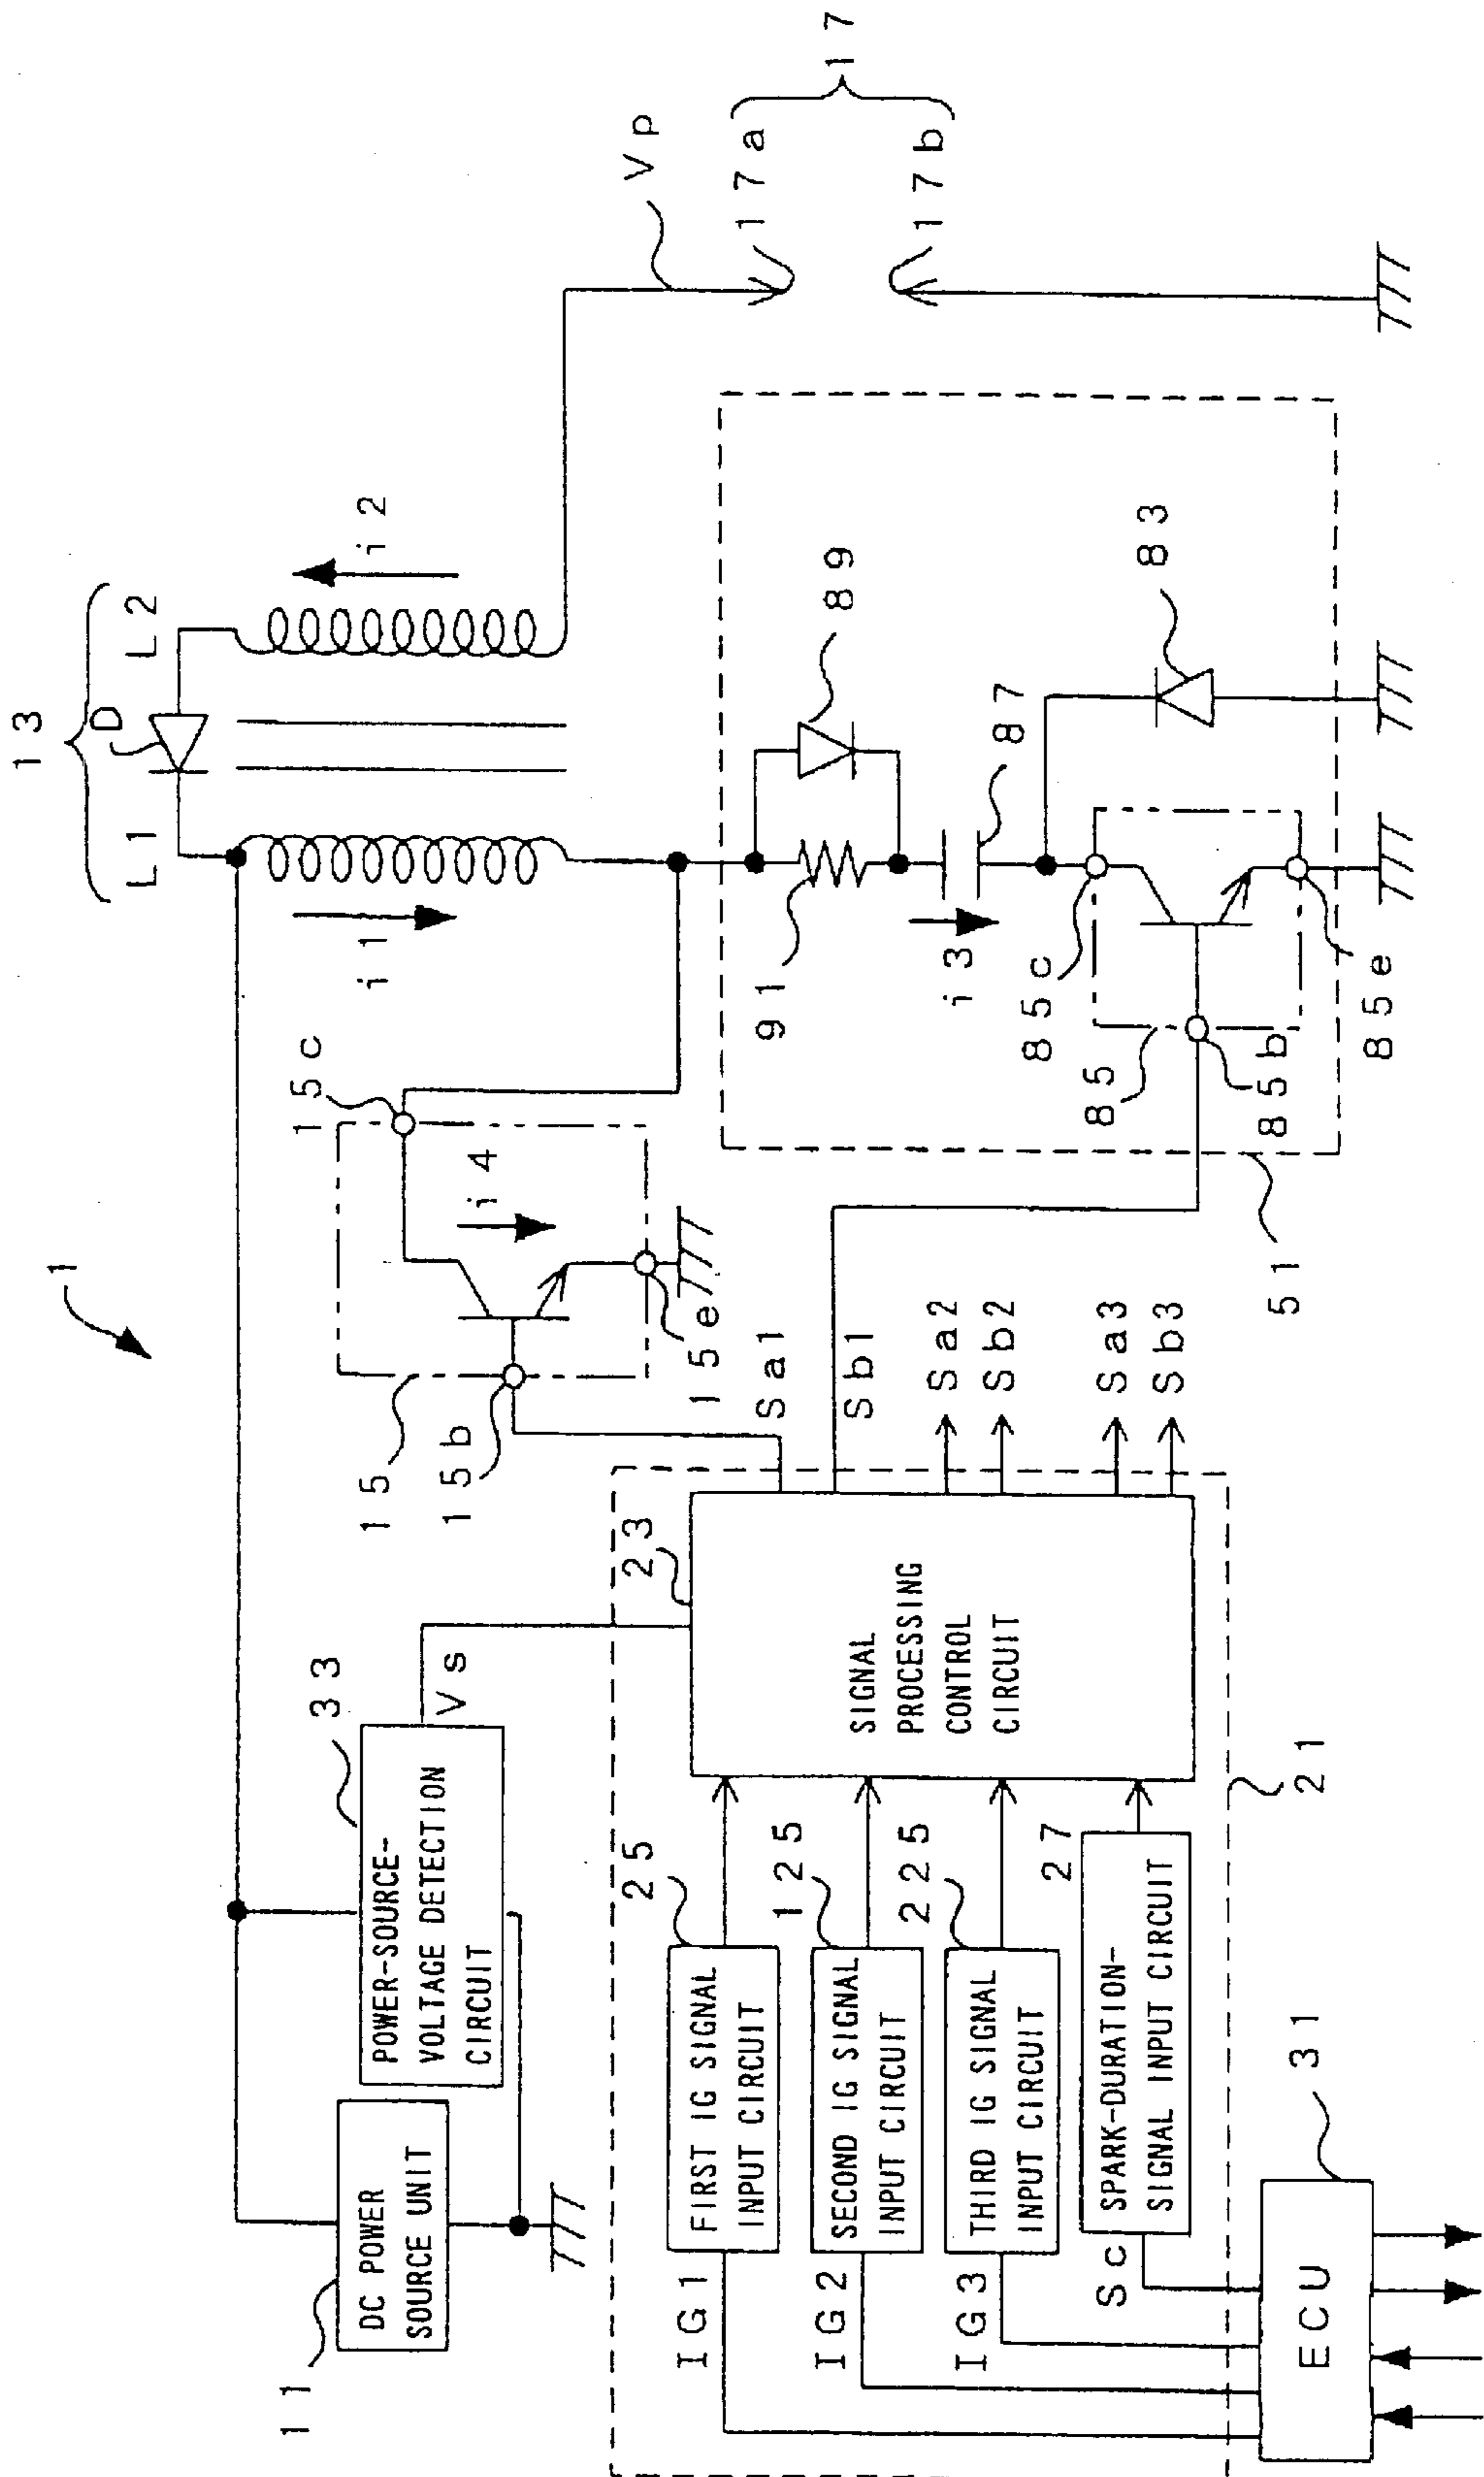 1
13
L1
D
L2
i1
i2
Vp
17a
17b
17
11
DC POWER
SOURCE UNIT
33
POWER-SOURCE-
VOLTAGE DETECTION
CIRCUIT
Vs
15
15b
15c
15e
i4
Sa1
Sb1
Sa2
Sb2
Sa3
Sb3
23
SIGNAL
PROCESSING
CONTROL
CIRCUIT
25
FIRST IG SIGNAL
INPUT CIRCUIT
125
SECOND IG SIGNAL
INPUT CIRCUIT
225
THIRD IG SIGNAL
INPUT CIRCUIT
27
SPARK-DURATION-
SIGNAL INPUT CIRCUIT
IG1
IG2
IG3
Sc
21
31
ECU
91
89
87
83
i3
85c
85
85b
85e
51